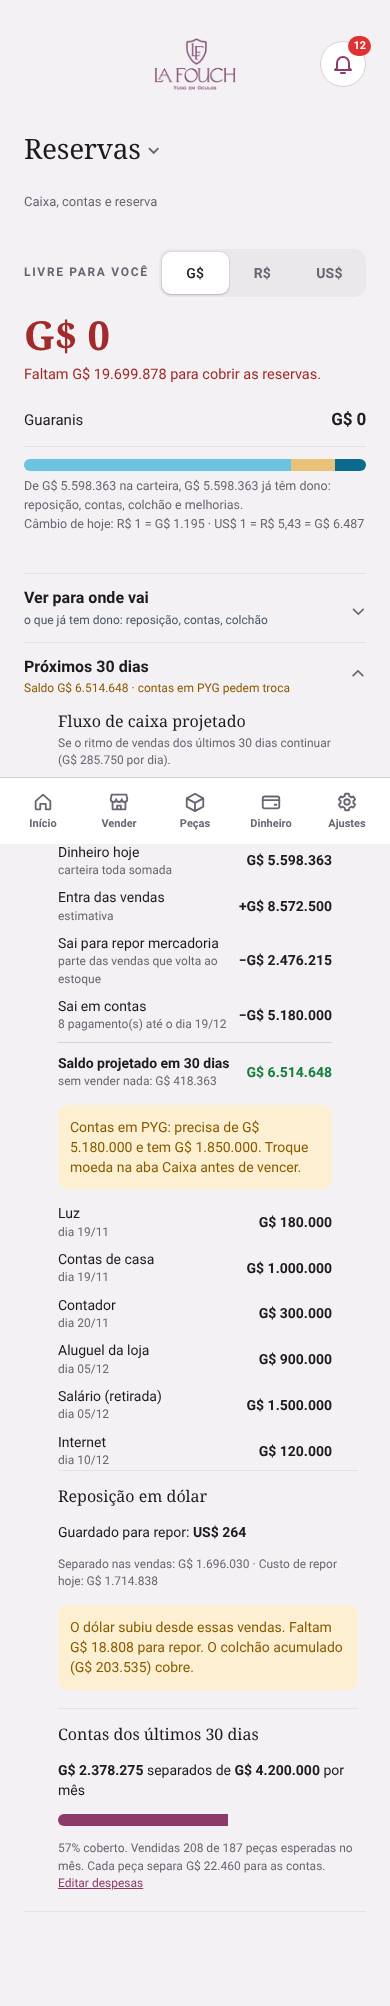 LF
LA FOUCH
TUDO EM ÓCULOS
12
Reservas
Caixa, contas e reserva
LIVRE PARA VOCÊ
G$
R$
US$
G$ 0
Faltam G$ 19.699.878 para cobrir as reservas.
Guaranis
G$ 0
De G$ 5.598.363 na carteira, G$ 5.598.363 já têm dono:
reposição, contas, colchão e melhorias.
Câmbio de hoje: R$ 1 = G$ 1.195 · US$ 1 = R$ 5,43 = G$ 6.487
Ver para onde vai
o que já tem dono: reposição, contas, colchão
Próximos 30 dias
Saldo G$ 6.514.648 · contas em PYG pedem troca
Fluxo de caixa projetado
Se o ritmo de vendas dos últimos 30 dias continuar
(G$ 285.750 por dia).
Início
Vender
Peças
Dinheiro
Ajustes
Dinheiro hoje
carteira toda somada
G$ 5.598.363
Entra das vendas
estimativa
+G$ 8.572.500
Sai para repor mercadoria
parte das vendas que volta ao
estoque
−G$ 2.476.215
Sai em contas
8 pagamento(s) até o dia 19/12
−G$ 5.180.000
Saldo projetado em 30 dias
sem vender nada: G$ 418.363
G$ 6.514.648
Contas em PYG: precisa de G$
5.180.000 e tem G$ 1.850.000. Troque
moeda na aba Caixa antes de vencer.
Luz
dia 19/11
G$ 180.000
Contas de casa
dia 19/11
G$ 1.000.000
Contador
dia 20/11
G$ 300.000
Aluguel da loja
dia 05/12
G$ 900.000
Salário (retirada)
dia 05/12
G$ 1.500.000
Internet
dia 10/12
G$ 120.000
Reposição em dólar
Guardado para repor: US$ 264
Separado nas vendas: G$ 1.696.030 · Custo de repor
hoje: G$ 1.714.838
O dólar subiu desde essas vendas. Faltam
G$ 18.808 para repor. O colchão acumulado
(G$ 203.535) cobre.
Contas dos últimos 30 dias
G$ 2.378.275 separados de G$ 4.200.000 por
mês
57% coberto. Vendidas 208 de 187 peças esperadas no
mês. Cada peça separa G$ 22.460 para as contas.
Editar despesas